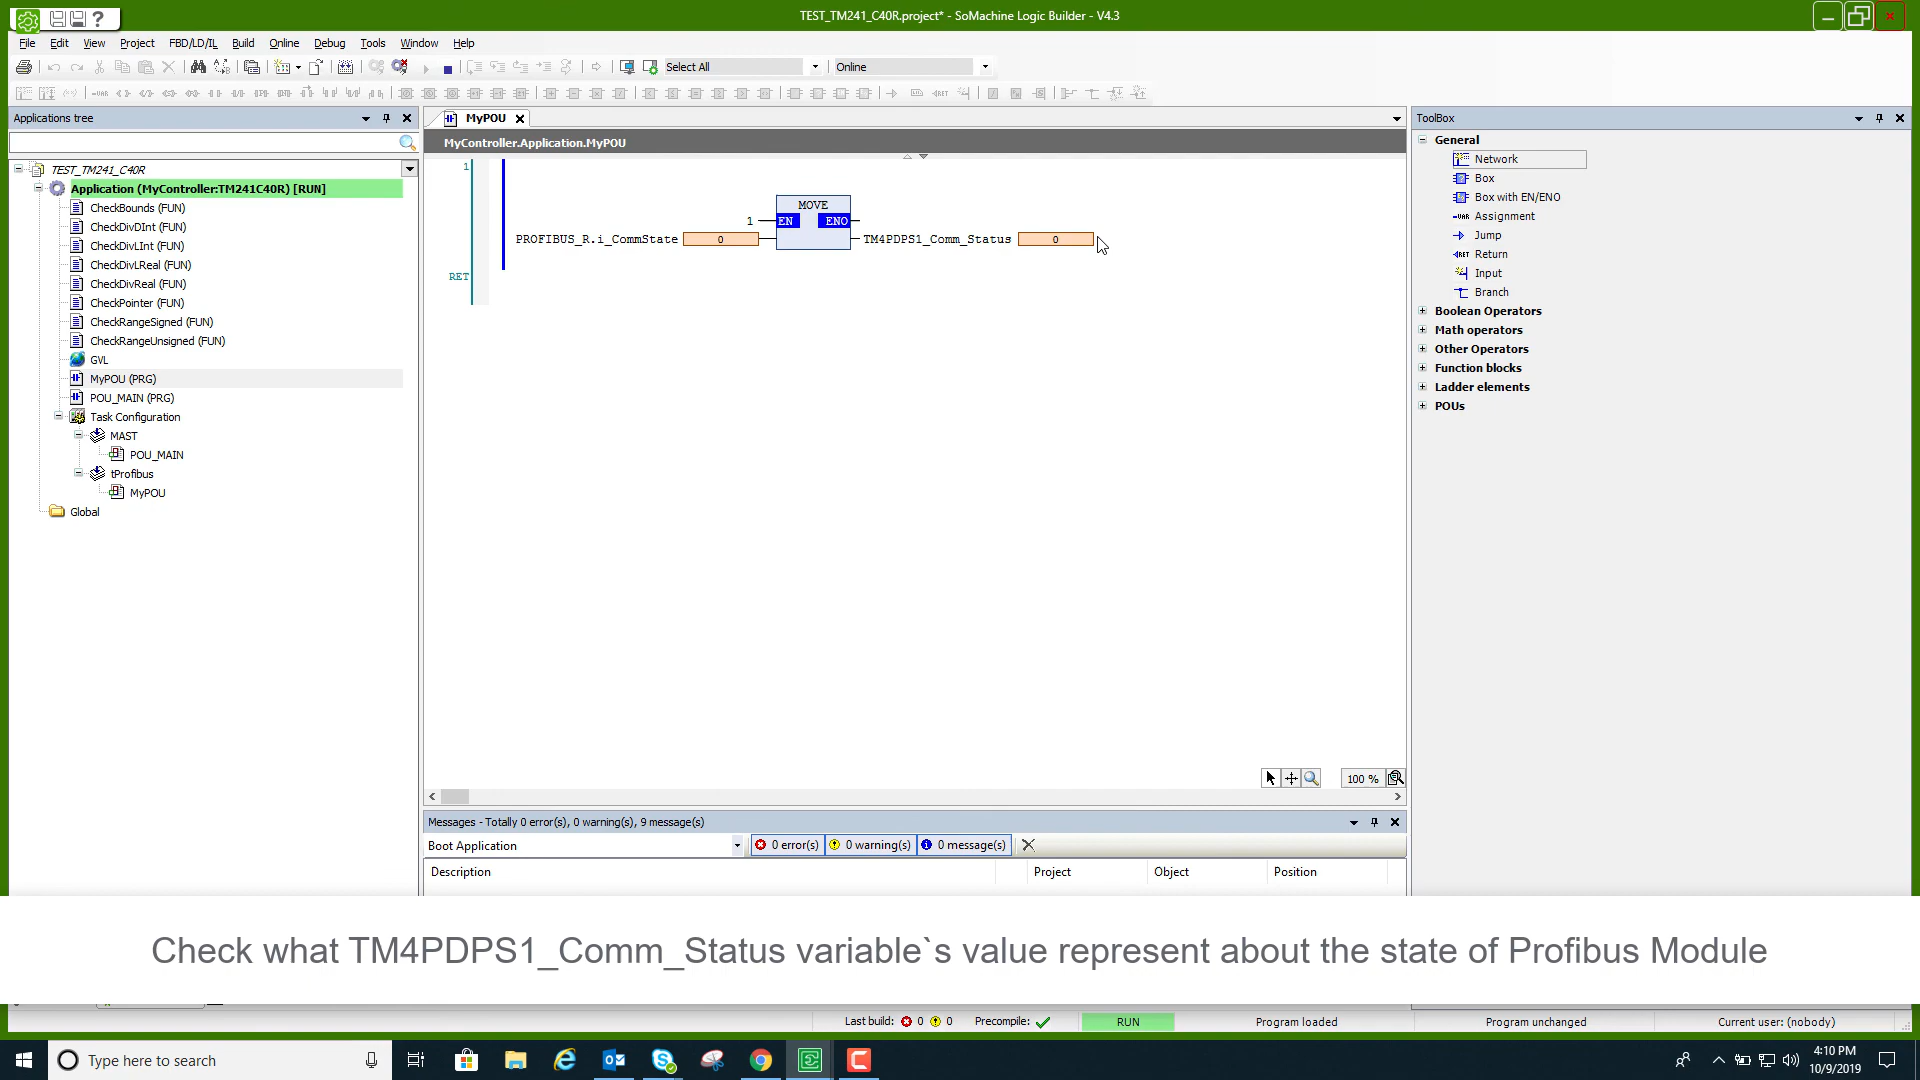 TEST_TM241_C40R.project* - SoMachine Logic Builder - V4.3
File Edit View Project FBD/LD/IL Build Online Debug Tools Window Help
Select All
Online
Applications tree
TEST_TM241_C40R
Application (MyController:TM241C40R) [RUN]
CheckBounds (FUN)
CheckDivDInt (FUN)
CheckDivLInt (FUN)
CheckDivLReal (FUN)
CheckDivReal (FUN)
CheckPointer (FUN)
CheckRangeSigned (FUN)
CheckRangeUnsigned (FUN)
GVL
MyPOU (PRG)
POU_MAIN (PRG)
Task Configuration
MAST
POU_MAIN
tProfibus
MyPOU
Global
MyPOU
MyController.Application.MyPOU
1
MOVE
1 EN ENO
PROFIBUS_R.i_CommState 0 TM4PDPS1_Comm_Status 0
RET
100 %
ToolBox
General
Network
Box
Box with EN/ENO
Assignment
Jump
Return
Input
Branch
Boolean Operators
Math operators
Other Operators
Function blocks
Ladder elements
POUs
Messages - Totally 0 error(s), 0 warning(s), 9 message(s)
Boot Application 0 error(s) 0 warning(s) 0 message(s)
Description Project Object Position
Check what TM4PDPS1_Comm_Status variable`s value represent about the state of Profibus Module
Last build: 0 0 Precompile: RUN Program loaded Program unchanged Current user: (nobody)
Type here to search
4:10 PM
10/9/2019